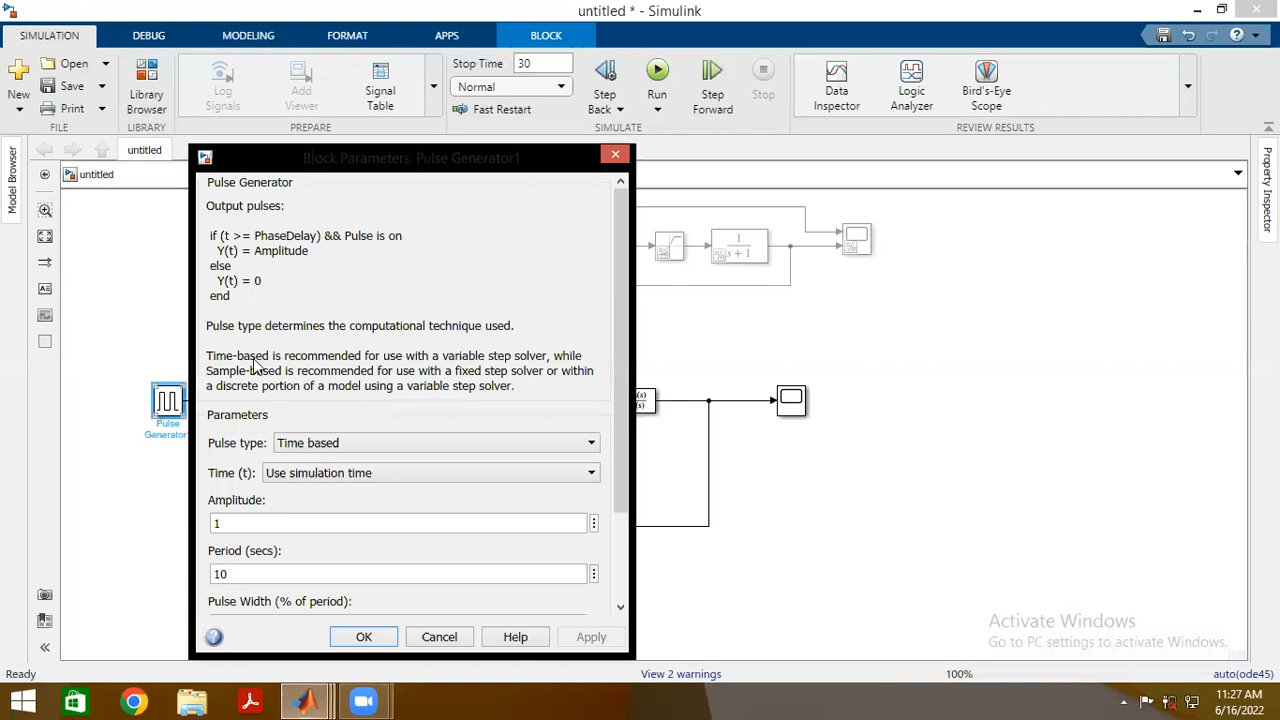 untitled * - Simulink
SIMULATION DEBUG MODELING FORMAT APPS BLOCK
New Open Save Print
FILE
Library Browser
LIBRARY
Log Signals Add Viewer Signal Table
PREPARE
Stop Time 30
Normal
Fast Restart
Step Back Run Step Forward Stop
SIMULATE
Data Inspector Logic Analyzer Bird's-Eye Scope
REVIEW RESULTS
untitled
untitled
Model Browser
Property Inspector
Block Parameters: Pulse Generator1
Pulse Generator
Output pulses:
if (t >= PhaseDelay) && Pulse is on
Y(t) = Amplitude
else
Y(t) = 0
end
Pulse type determines the computational technique used.
Time-based is recommended for use with a variable step solver, while
Sample-based is recommended for use with a fixed step solver or within
a discrete portion of a model using a variable step solver.
Parameters
Pulse type: Time based
Time (t): Use simulation time
Amplitude:
1
Period (secs):
10
Pulse Width (% of period):
OK Cancel Help Apply
Pulse
Generator
1
s + 1
(s)
(s)
Activate Windows
Go to PC settings to activate Windows.
Ready View 2 warnings 100% auto(ode45)
11:27 AM
6/16/2022